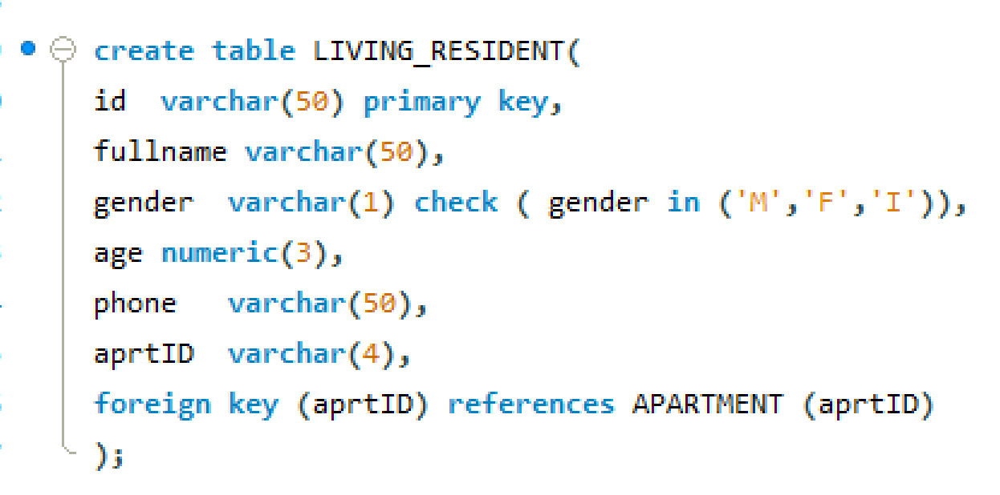 create table LIVING_RESIDENT(
id  varchar(50) primary key,
fullname varchar(50),
gender  varchar(1) check ( gender in ('M','F','I')),
age numeric(3),
phone   varchar(50),
aprtID  varchar(4),
foreign key (aprtID) references APARTMENT (aprtID)
);